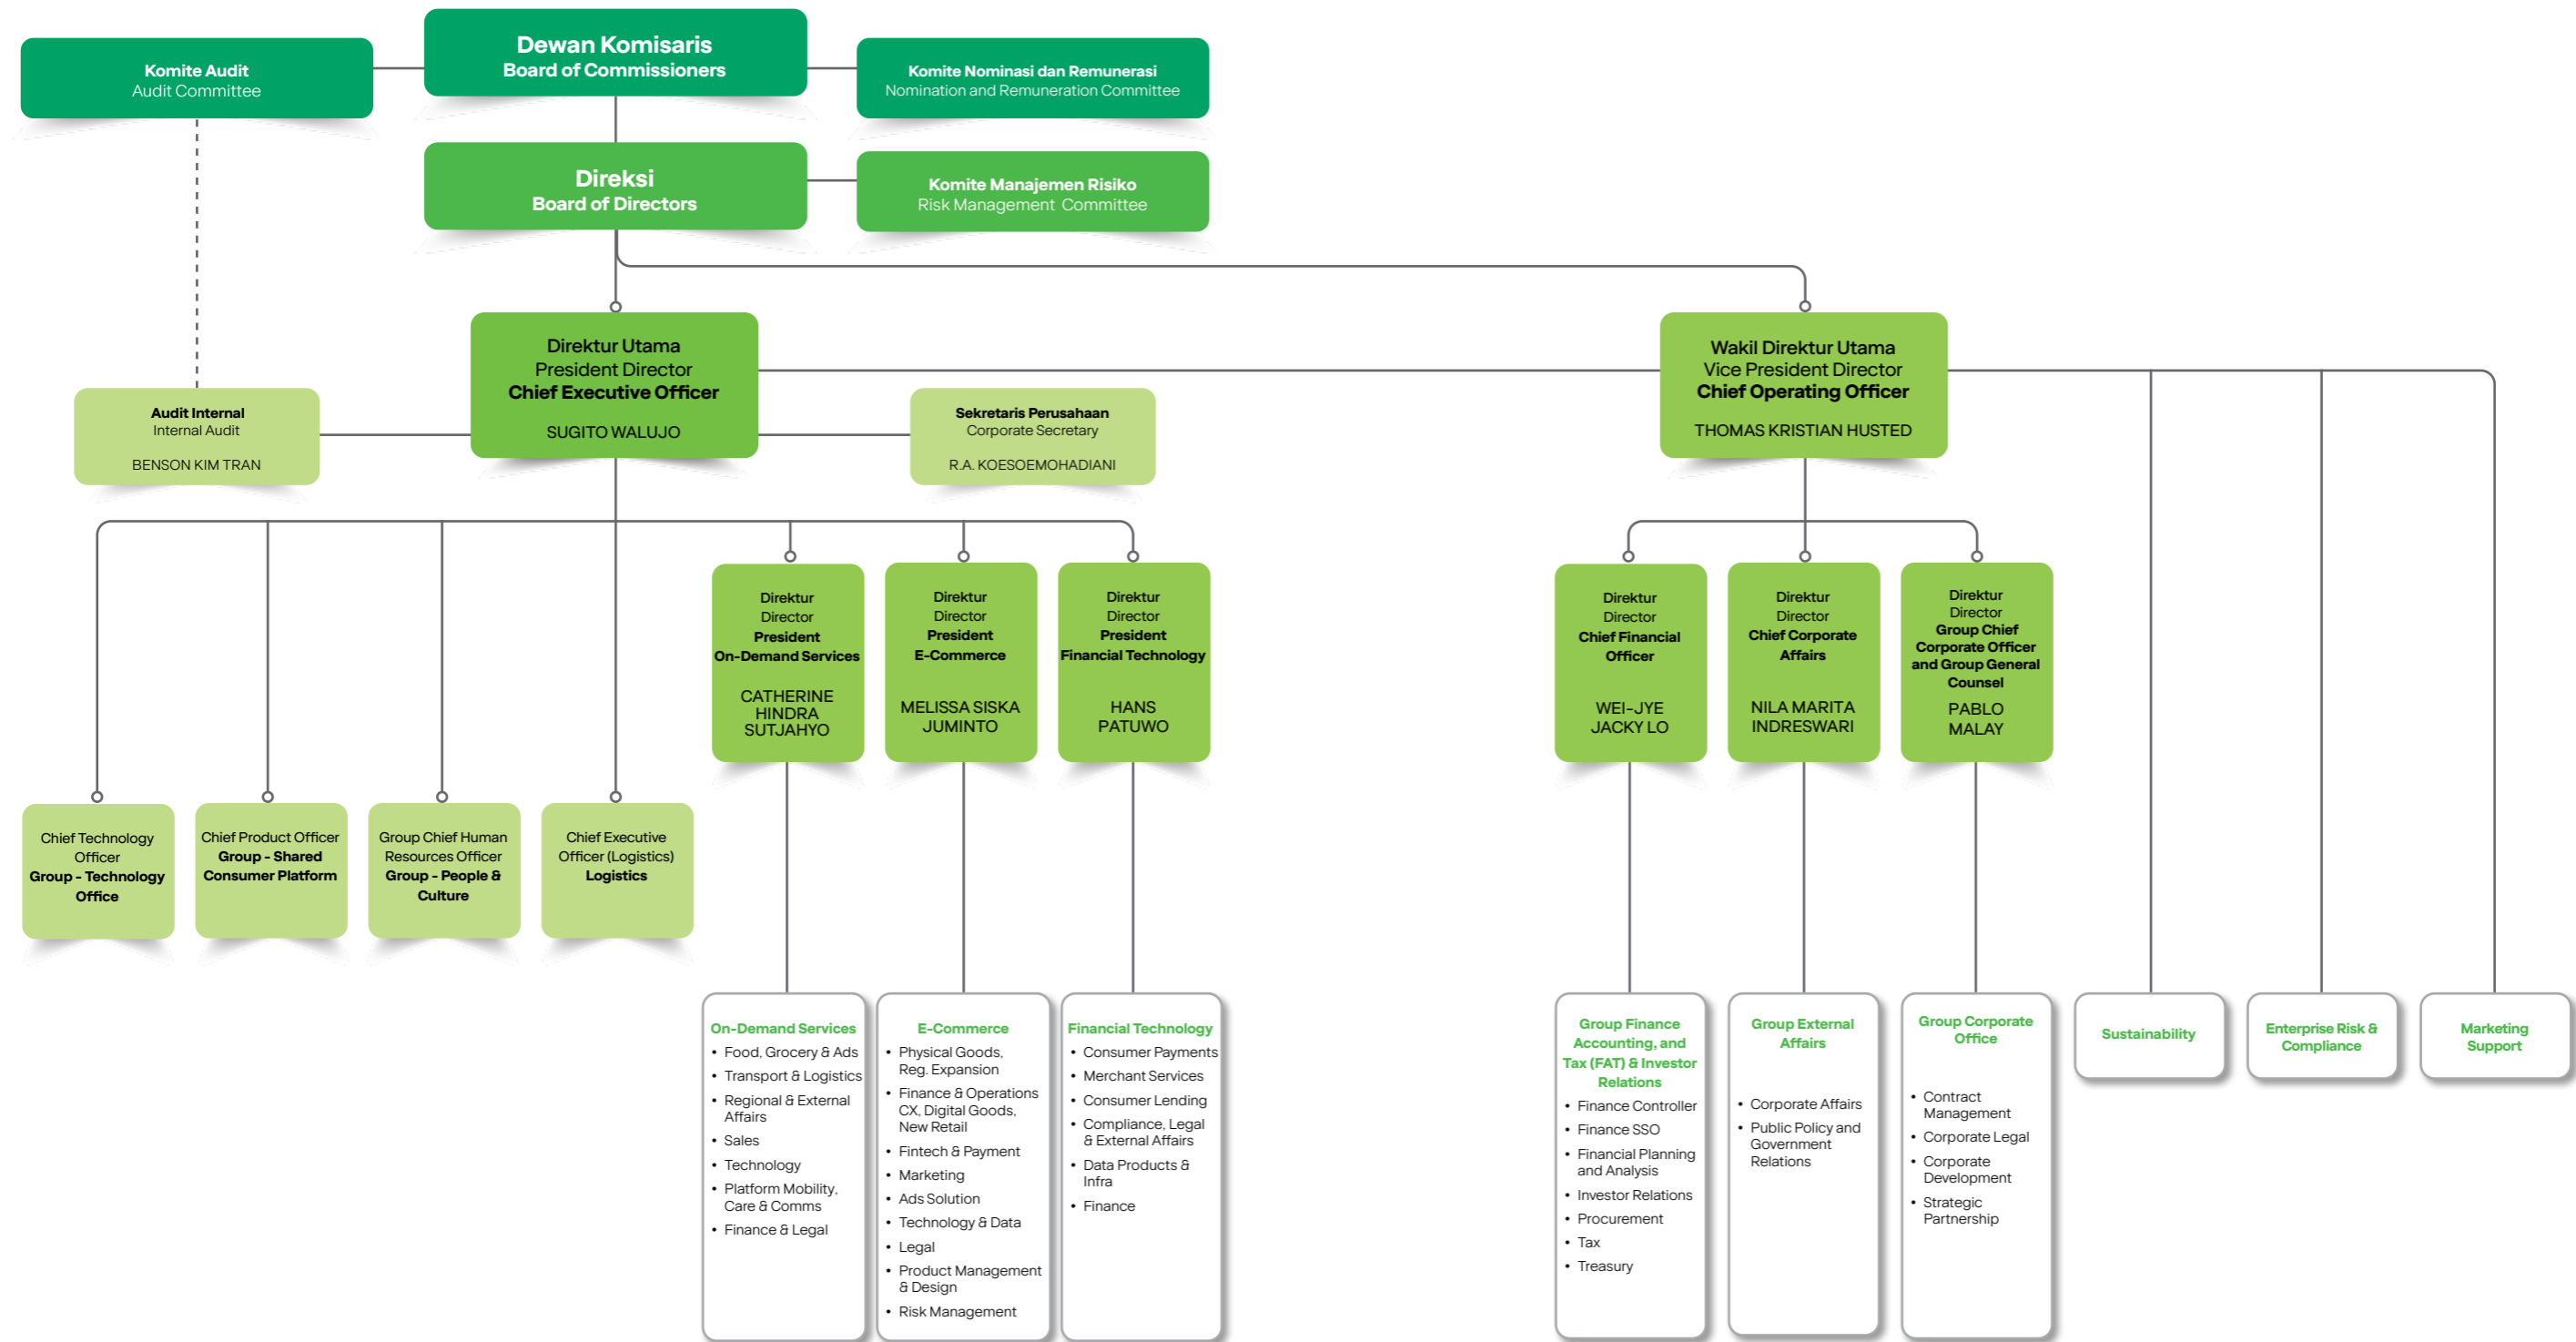 Dewan Komisaris
Board of Commissioners
Komite Audit
Audit Committee
Komite Nominasi dan Remunerasi
Nomination and Remuneration Committee
Direksi
Board of Directors
Komite Manajemen Risiko
Risk Management Committee
Direktur Utama
President Director
Chief Executive Officer
SUGITO WALUJO
Wakil Direktur Utama
Vice President Director
Chief Operating Officer
THOMAS KRISTIAN HUSTED
Audit Internal
Internal Audit
BENSON KIM TRAN
Sekretaris Perusahaan
Corporate Secretary
R.A. KOESOEMOHADIANI
Direktur
Director
President
On-Demand Services
CATHERINE
HINDRA
SUTJAHYO
Direktur
Director
President
E-Commerce
MELISSA SISKA
JUMINTO
Direktur
Director
President
Financial Technology
HANS
PATUWO
Direktur
Director
Chief Financial
Officer
WEI-JYE
JACKY LO
Direktur
Director
Chief Corporate
Affairs
NILA MARITA
INDRESWARI
Direktur
Director
Group Chief
Corporate Officer
and Group General
Counsel
PABLO
MALAY
Chief Technology
Officer
Group - Technology
Office
Chief Product Officer
Group - Shared
Consumer Platform
Group Chief Human
Resources Officer
Group - People &
Culture
Chief Executive
Officer (Logistics)
Logistics
On-Demand Services
• Food, Grocery & Ads
• Transport & Logistics
• Regional & External
Affairs
• Sales
• Technology
• Platform Mobility,
Care & Comms
• Finance & Legal
E-Commerce
• Physical Goods,
Reg. Expansion
• Finance & Operations
CX, Digital Goods,
New Retail
• Fintech & Payment
• Marketing
• Ads Solution
• Technology & Data
• Legal
• Product Management
& Design
• Risk Management
Financial Technology
• Consumer Payments
• Merchant Services
• Consumer Lending
• Compliance, Legal
& External Affairs
• Data Products &
Infra
• Finance
Group Finance
Accounting, and
Tax (FAT) & Investor
Relations
• Finance Controller
• Finance SSO
• Financial Planning
and Analysis
• Investor Relations
• Procurement
• Tax
• Treasury
Group External
Affairs
• Corporate Affairs
• Public Policy and
Government
Relations
Group Corporate
Office
• Contract
Management
• Corporate Legal
• Corporate
Development
• Strategic
Partnership
Sustainability
Enterprise Risk &
Compliance
Marketing
Support